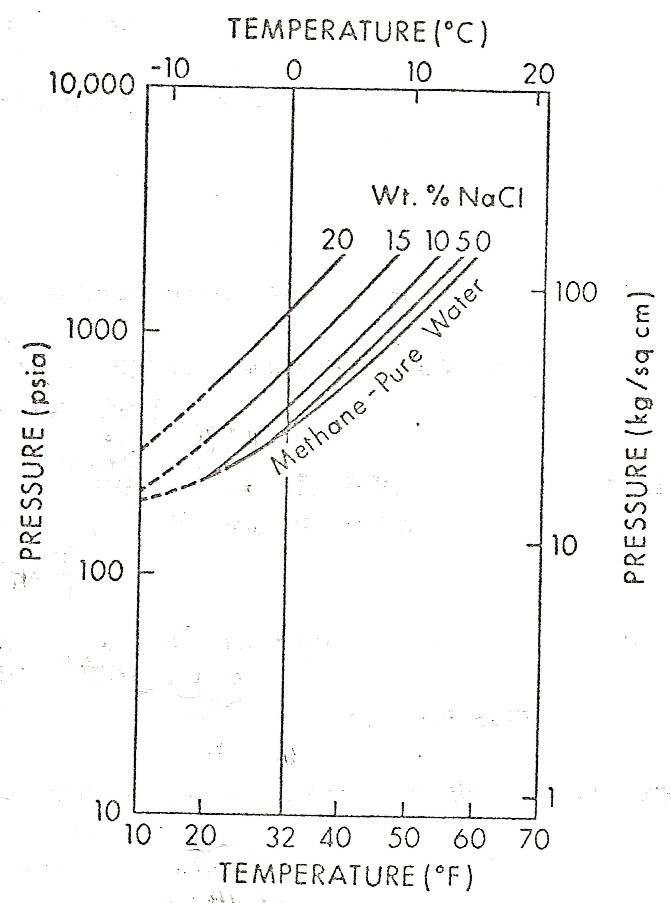 TEMPERATURE (°C)
-10 0 10 20
10,000
Wt. % NaCl
20 15 10 5 0
100
1000
Methane - Pure Water
PRESSURE (psia)
PRESSURE (kg/sq cm)
10
100
10
1
10 20 32 40 50 60 70
TEMPERATURE (°F)